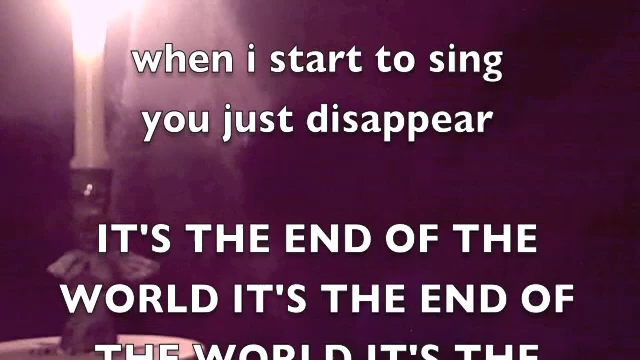 when i start to sing
you just disappear
IT'S THE END OF THE
WORLD IT'S THE END OF
THE WORLD IT'S THE